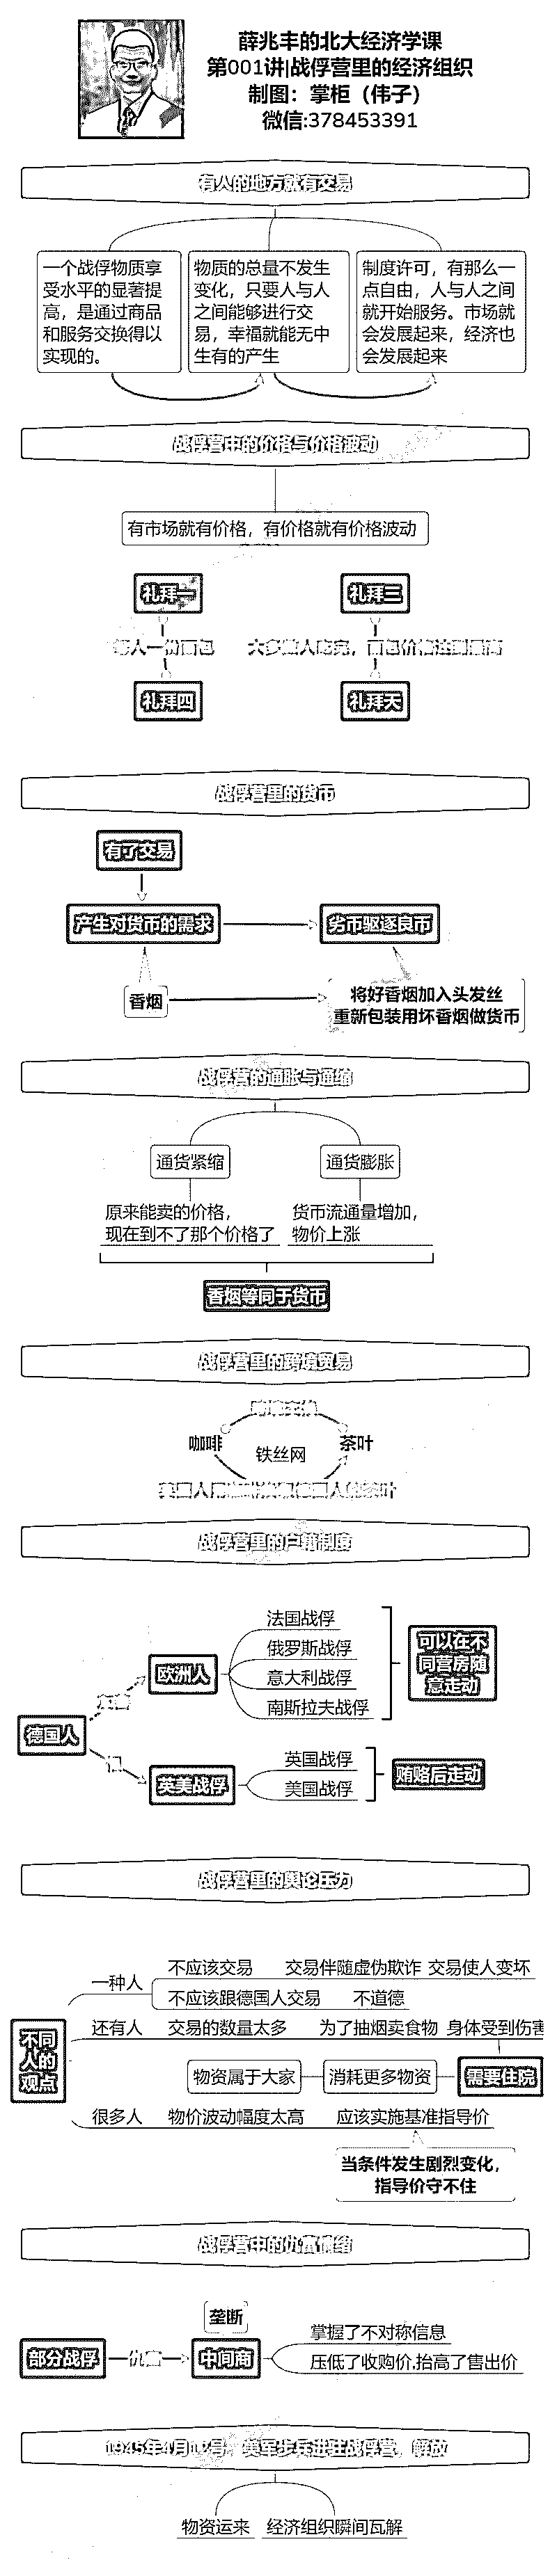 薛兆丰的北大经济学课
第001讲|战俘营里的经济组织
制图：掌柜（伟子）
微信:378453391
有人的地方就有交易
一个战俘物质享
受水平的显著提
高，是通过商品
和服务交换得以
实现的。
物质的总量不发生
变化，只要人与人
之间能够进行交
易，幸福就能无中
生有的产生
制度许可，有那么一
点自由，人与人之间
就开始服务。市场就
会发展起来，经济也
会发展起来
战俘营中的价格与价格波动
有市场就有价格，有价格就有价格波动
礼拜一
礼拜三
每人一份面包
大多数人吃完，面包价格达到最高
礼拜四
礼拜天
战俘营里的货币
有了交易
产生对货币的需求
劣币驱逐良币
香烟
将好香烟加入头发丝
重新包装用坏香烟做货币
战俘营的通胀与通缩
通货紧缩
通货膨胀
原来能卖的价格，
现在到不了那个价格了
货币流通量增加，
物价上涨
香烟等同于货币
战俘营里的跨境贸易
咖啡
铁丝网
茶叶
战俘营里的户籍制度
法国战俘
俄罗斯战俘
意大利战俘
南斯拉夫战俘
欧洲人
可以在不
同营房随
意走动
德国人
英美战俘
英国战俘
美国战俘
贿赂后走动
战俘营里的舆论压力
不同
人的
观点
一种人
不应该交易 交易伴随虚伪欺诈 交易使人变坏
不应该跟德国人交易 不道德
还有人 交易的数量太多 为了抽烟卖食物 身体受到伤害
物资属于大家 消耗更多物资 需要住院
很多人 物价波动幅度太高 应该实施基准指导价
当条件发生剧烈变化，
指导价守不住
战俘营中的仇富情绪
垄断
部分战俘 仇富 中间商
掌握了不对称信息
压低了收购价,抬高了售出价
1945年4月12号，美军步兵进驻战俘营，解放
物资运来 经济组织瞬间瓦解